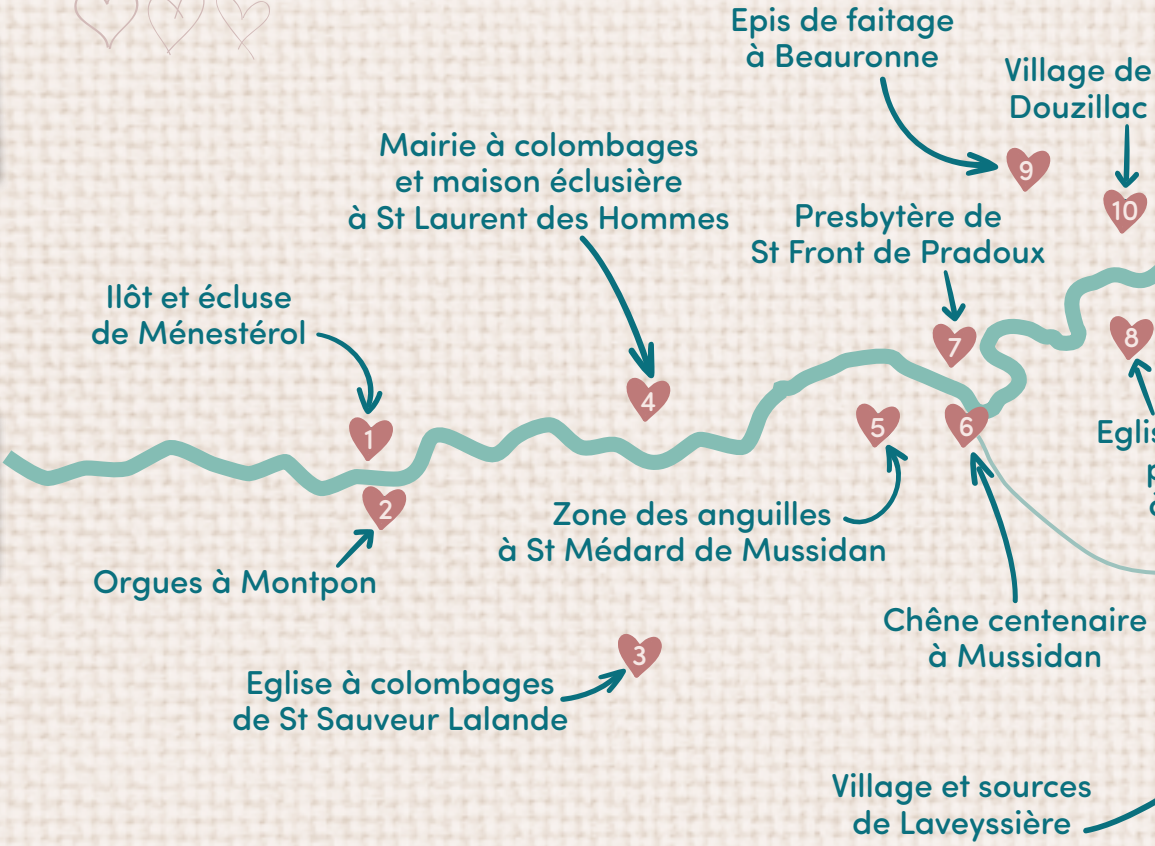 Epis de faitage
à Beauronne
Village de
Douzillac
Mairie à colombages
et maison éclusière
à St Laurent des Hommes
9
10
Presbytère de
St Front de Pradoux
Ilôt et écluse
de Ménestérol
7
8
4
1
5
6
2
Zone des anguilles
à St Médard de Mussidan
Orgues à Montpon
Chêne centenaire
à Mussidan
3
Eglise à colombages
de St Sauveur Lalande
Village et sources
de Laveyssière